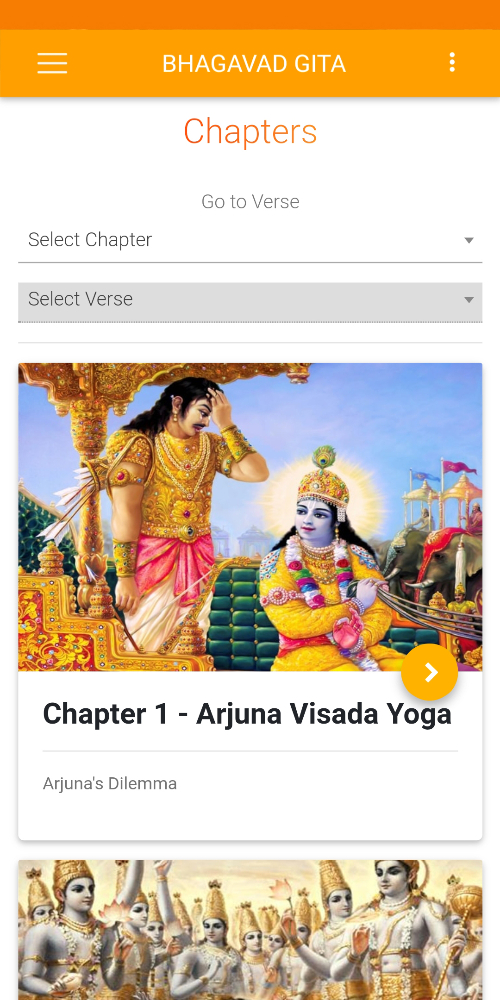 BHAGAVAD GITA
Chapters
Go to Verse
Select Chapter
Select Verse
Chapter 1 - Arjuna Visada Yoga
Arjuna's Dilemma